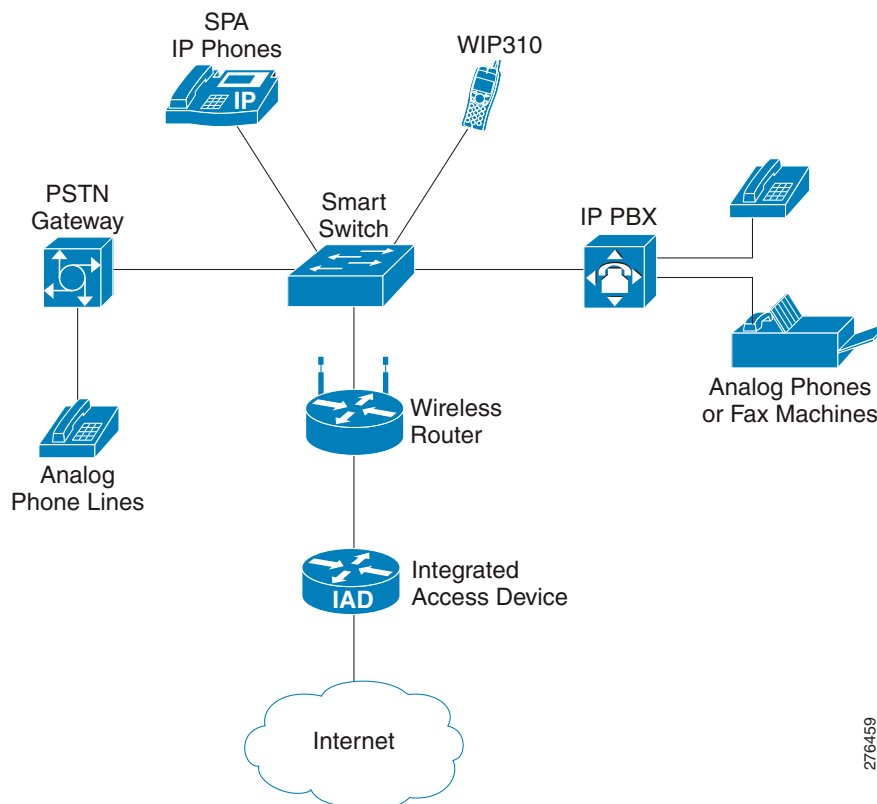 SPA
IP Phones
WIP310
IP
PSTN
Gateway
Smart
Switch
IP PBX
Wireless
Router
Analog Phones
or Fax Machines
Analog
Phone Lines
Integrated
Access Device
IAD
Internet
276459